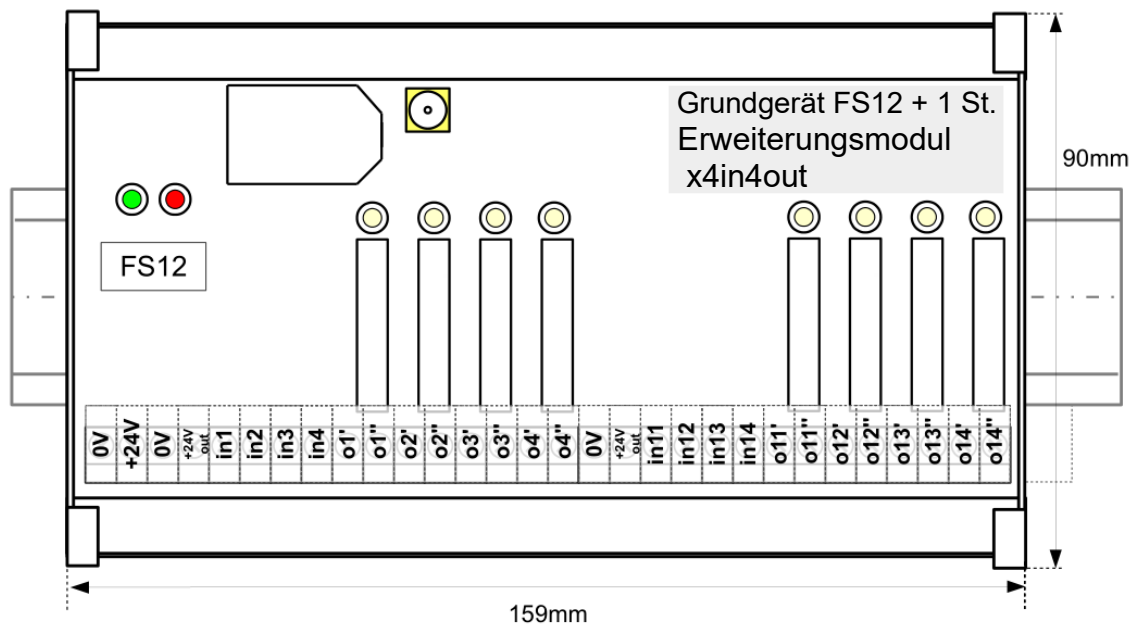 Grundgerät FS12 + 1 St.
Erweiterungsmodul
x4in4out
90mm
FS12
0V +24V 0V +24V out in1 in2 in3 in4 o1' o1" o2' o2" o3' o3" o4' o4" 0V +24V out in11 in12 in13 in14 o11' o11" o12' o12" o13' o13" o14' o14"
159mm